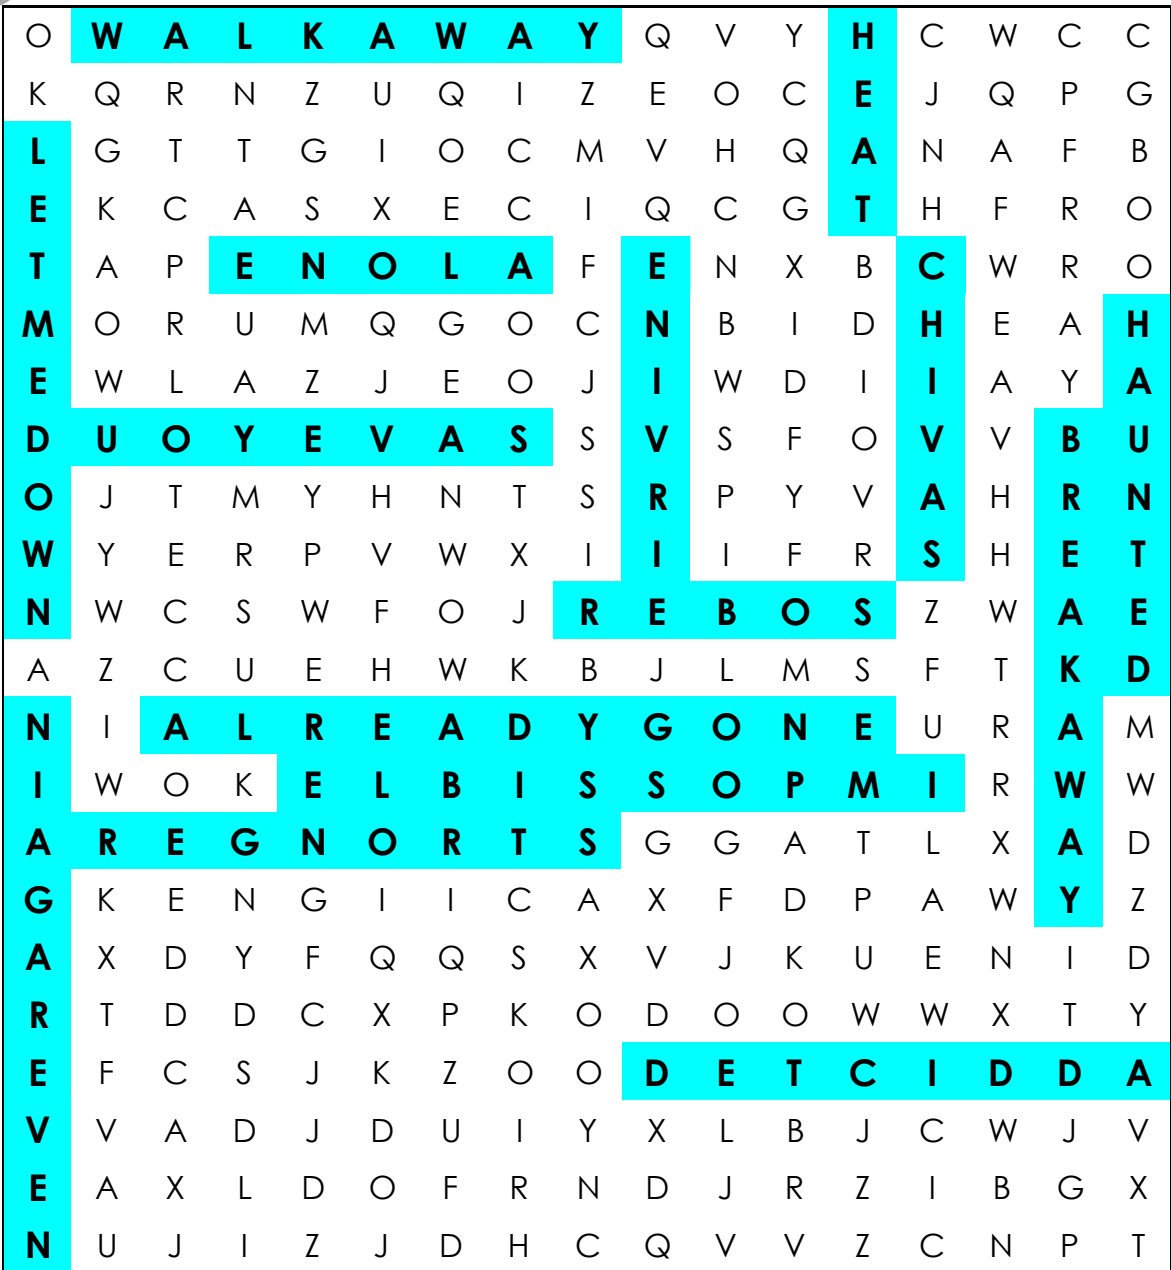 O W A L K A W A Y Q V Y H C W C C
K Q R N Z U Q I Z E O C E J Q P G
L G T T G I O C M V H Q A N A F B
E K C A S X E C I Q C G T H F R O
T A P E N O L A F E N X B C W R O
M O R U M Q G O C N B I D H E A H
E W L A Z J E O J I W D I I A Y A
D U O Y E V A S S V S F O V V B U
O J T M Y H N T S R P Y V A H R N
W Y E R P V W X I I I F R S H E T
N W C S W F O J R E B O S Z W A E
A Z C U E H W K B J L M S F T K D
N I A L R E A D Y G O N E U R A M
I W O K E L B I S S O P M I R W W
A R E G N O R T S G G A T L X A D
G K E N G I I C A X F D P A W Y Z
A X D Y F Q Q S X V J K U E N I D
R T D D C X P K O D O O W W X T Y
E F C S J K Z O O D E T C I D D A
V V A D J D U I Y X L B J C W J V
E A X L D O F R N D J R Z I B G X
N U J I Z J D H C Q V V Z C N P T